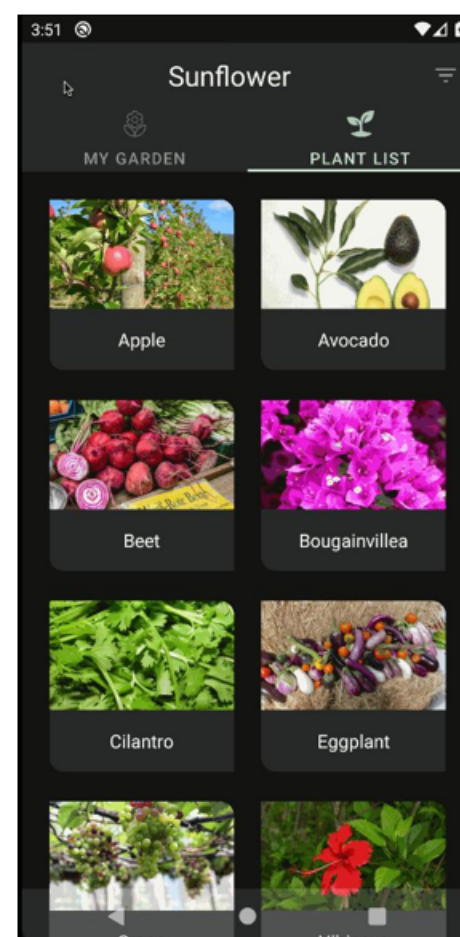 3:51
Sunflower
MY GARDEN PLANT LIST
Apple Avocado
Beet Bougainvillea
Cilantro Eggplant